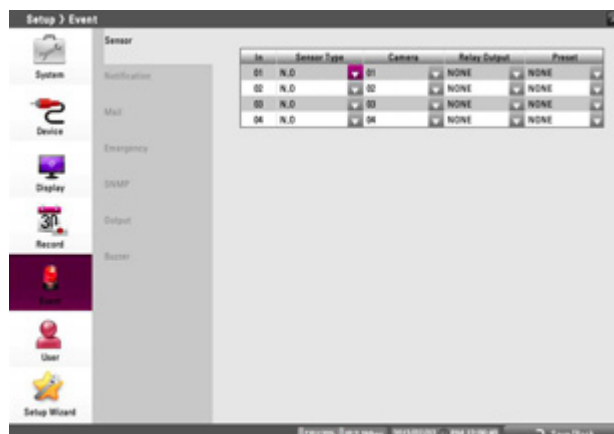 Setup > Event
System
Device
Display
Record
Event
User
Setup Wizard
Sensor
Notification
Mail
Emergency
SNMP
Output
Buzzer
In Sensor Type Camera Relay Output Preset
01 N.O 01 NONE NONE
02 N.O 02 NONE NONE
03 N.O 03 NONE NONE
04 N.O 04 NONE NONE